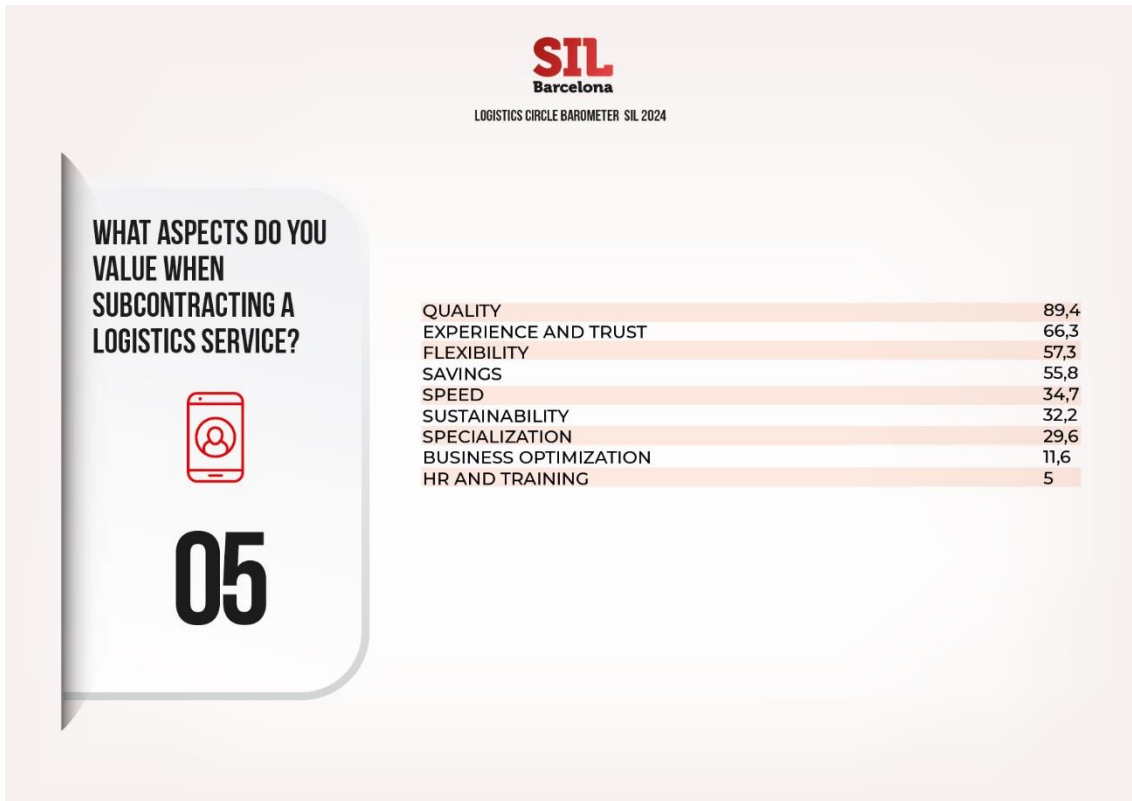 SIL
Barcelona
LOGISTICS CIRCLE BAROMETER SIL 2024
WHAT ASPECTS DO YOU
VALUE WHEN
SUBCONTRACTING A
LOGISTICS SERVICE?
05
QUALITY 89,4
EXPERIENCE AND TRUST 66,3
FLEXIBILITY 57,3
SAVINGS 55,8
SPEED 34,7
SUSTAINABILITY 32,2
SPECIALIZATION 29,6
BUSINESS OPTIMIZATION 11,6
HR AND TRAINING 5